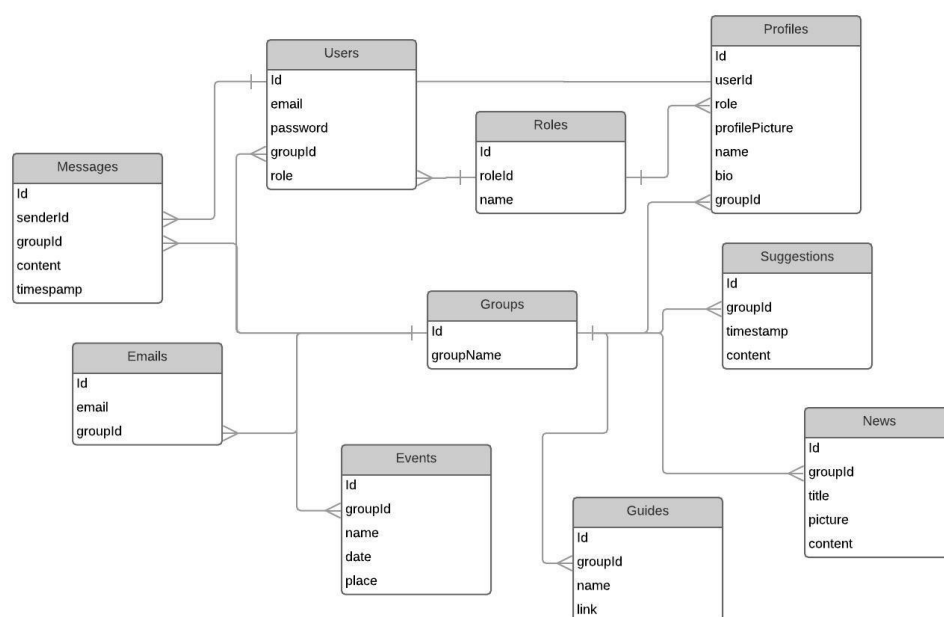 Users
Id
email
password
groupId
role
Profiles
Id
userId
role
profilePicture
name
bio
groupId
Roles
Id
roleId
name
Messages
Id
senderId
groupId
content
timespamp
Suggestions
Id
groupId
timestamp
content
Groups
Id
groupName
Emails
Id
email
groupId
News
Id
groupId
title
picture
content
Events
Id
groupId
name
date
place
Guides
Id
groupId
name
link